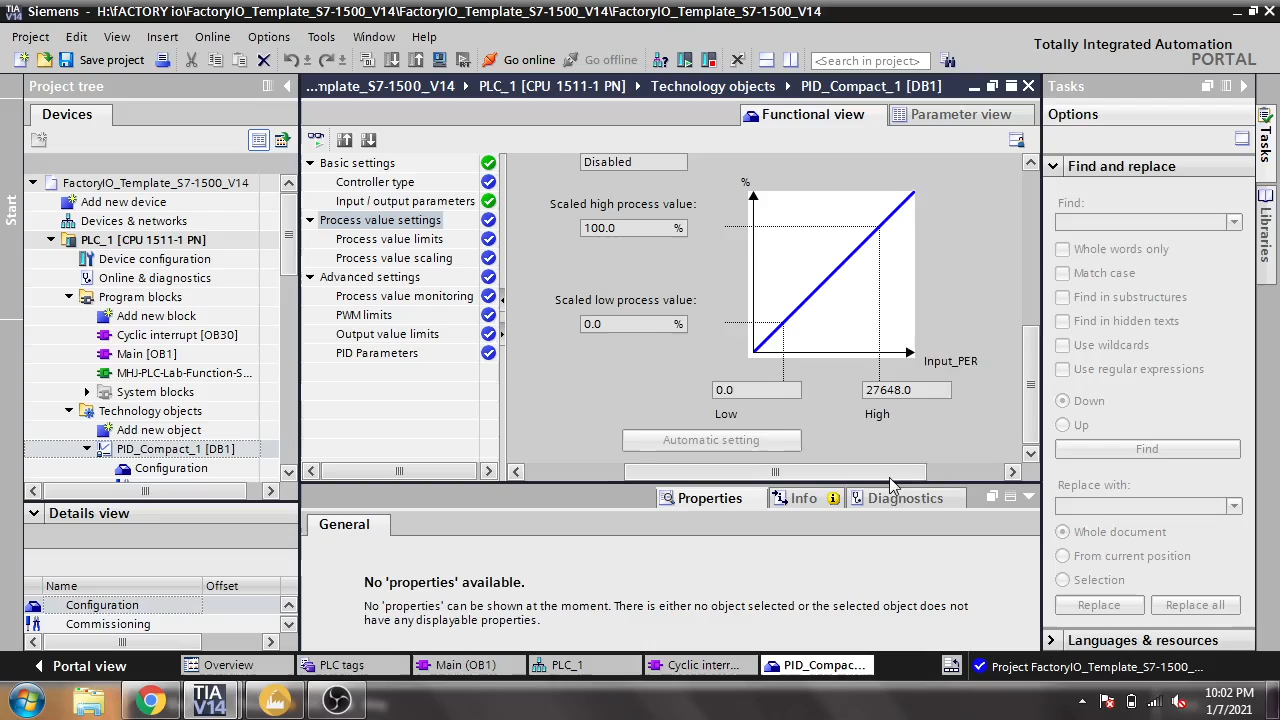 TIA V14 Siemens - H:\fACTORY io\FactoryIO_Template_S7-1500_V14\FactoryIO_Template_S7-1500_V14\FactoryIO_Template_S7-1500_V14
Project Edit View Insert Online Options Tools Window Help
Totally Integrated Automation
PORTAL
Save project Go online Go offline <Search in project>
Project tree
...mplate_S7-1500_V14 PLC_1 [CPU 1511-1 PN] Technology objects PID_Compact_1 [DB1]
Tasks
Devices
Functional view Parameter view
Options
Start
FactoryIO_Template_S7-1500_V14
Add new device
Devices & networks
PLC_1 [CPU 1511-1 PN]
Device configuration
Online & diagnostics
Program blocks
Add new block
Cyclic interrupt [OB30]
Main [OB1]
MHJ-PLC-Lab-Function-S...
System blocks
Technology objects
Add new object
PID_Compact_1 [DB1]
Configuration
Details view
Name Offset
Configuration
Commissioning
Basic settings
Controller type
Input / output parameters
Process value settings
Process value limits
Process value scaling
Advanced settings
Process value monitoring
PWM limits
Output value limits
PID Parameters
Disabled
%
Scaled high process value:
100.0 %
Scaled low process value:
0.0 %
Input_PER
0.0 27648.0
Low High
Automatic setting
Properties Info Diagnostics
General
No 'properties' available.
No 'properties' can be shown at the moment. There is either no object selected or the selected object does not
have any displayable properties.
Find and replace
Find:
Whole words only
Match case
Find in substructures
Find in hidden texts
Use wildcards
Use regular expressions
Down
Up
Find
Replace with:
Whole document
From current position
Selection
Replace Replace all
Languages & resources
Tasks
Libraries
Portal view Overview PLC tags Main (OB1) PLC_1 Cyclic interr... PID_Compac... Project FactoryIO_Template_S7-1500_...
TIA
V14
10:02 PM
1/7/2021